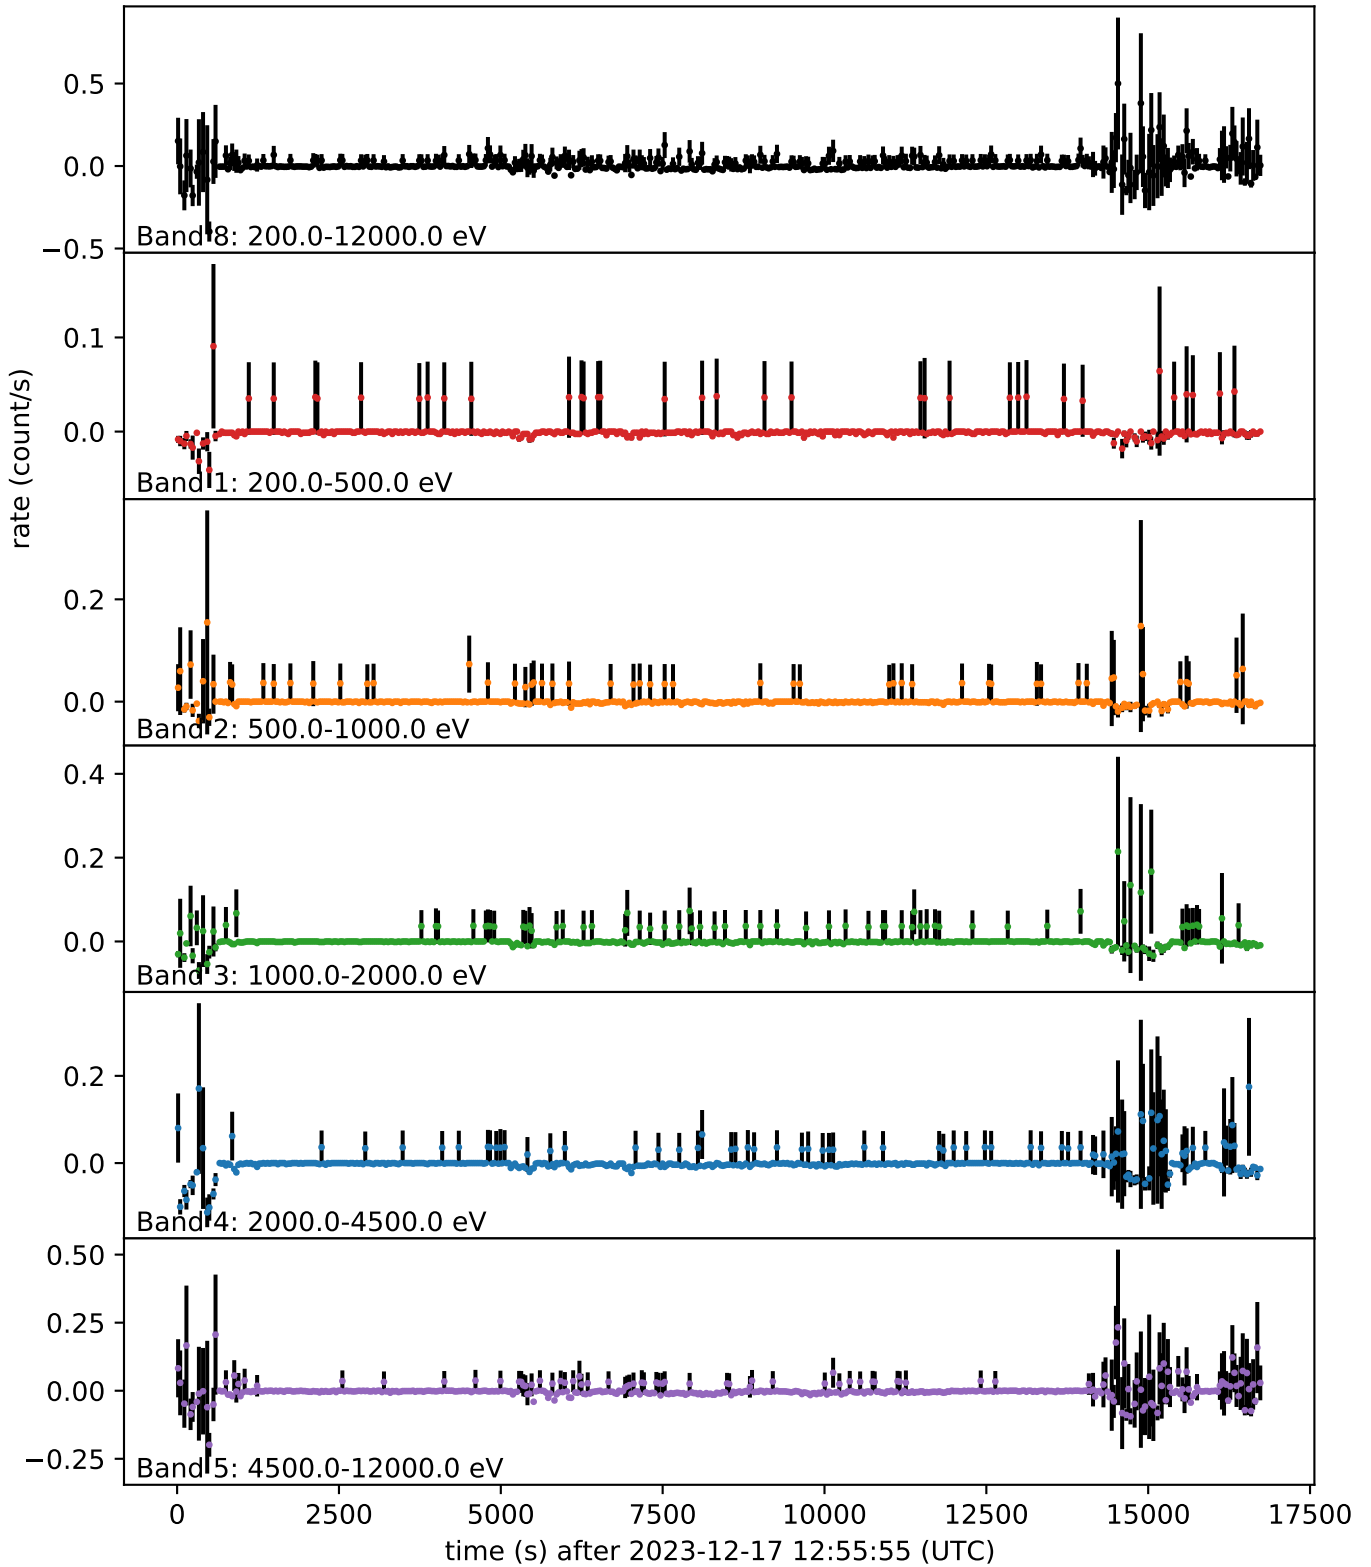 0.5
0.0
−0.5
Band 8: 200.0-12000.0 eV
0.1
0.0
Band 1: 200.0-500.0 eV
rate (count/s)
0.2
0.0
Band 2: 500.0-1000.0 eV
0.4
0.2
0.0
Band 3: 1000.0-2000.0 eV
0.2
0.0
Band 4: 2000.0-4500.0 eV
0.50
0.25
0.00
−0.25
Band 5: 4500.0-12000.0 eV
0 2500 5000 7500 10000 12500 15000 17500
time (s) after 2023-12-17 12:55:55 (UTC)